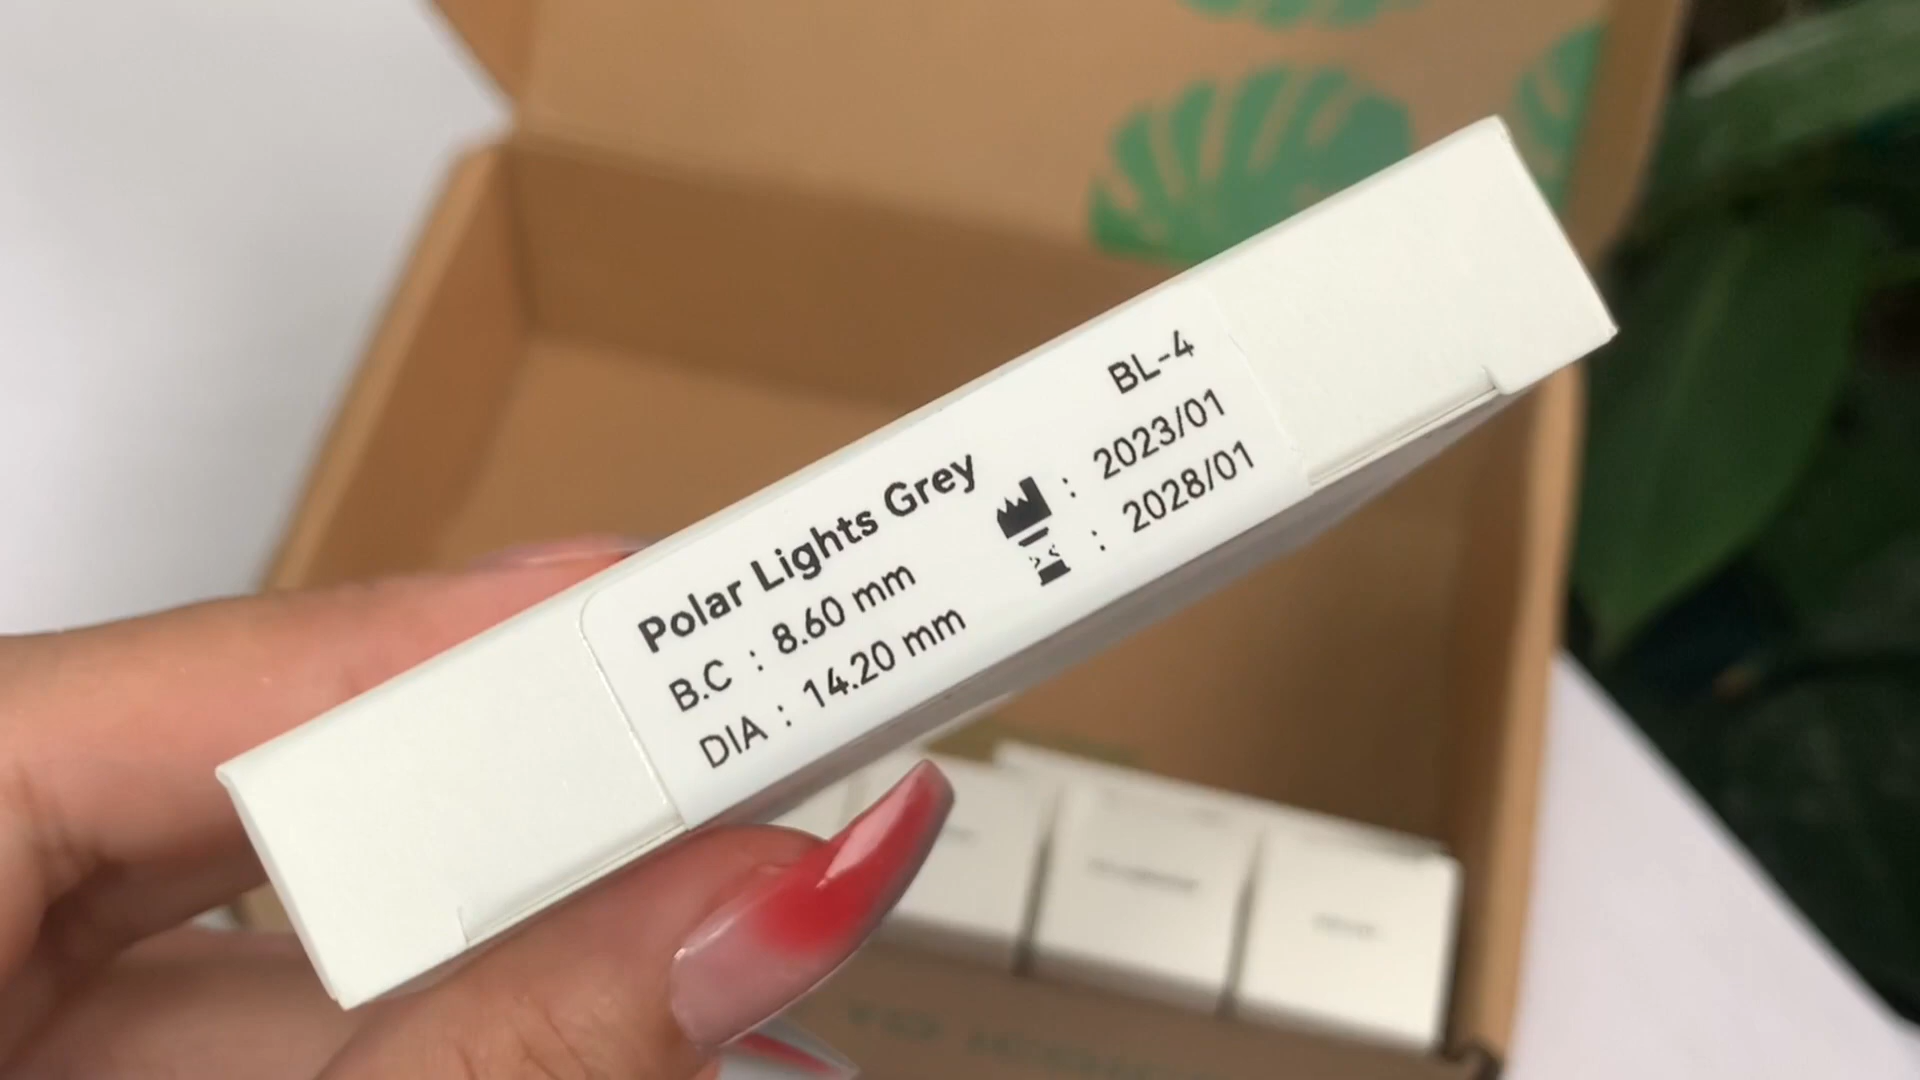 Polar Lights Grey
B.C : 8.60 mm
DIA : 14.20 mm
BL-4
: 2023/01
: 2028/01